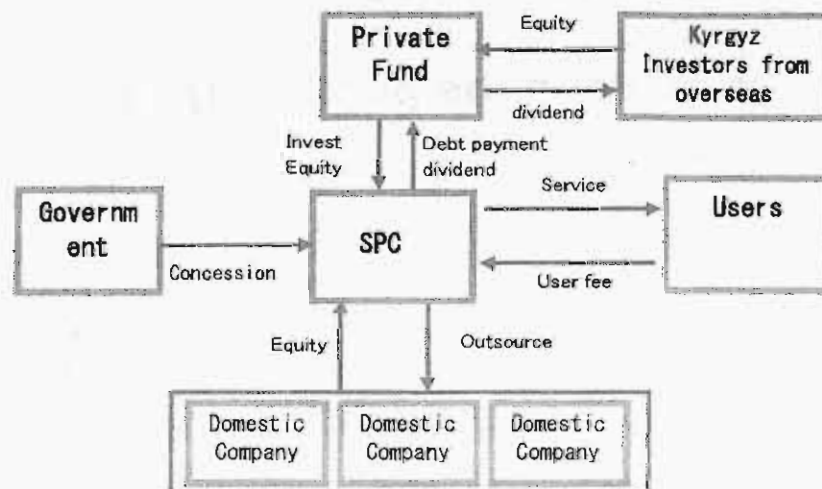 Private
Fund
Equity
Kyrgyz
Investors from
overseas
dividend
Invest
Equity
Debt payment
dividend
Governm
ent
Concession
SPC
Service
Users
User fee
Equity
Outsource
Domestic
Company
Domestic
Company
Domestic
Company